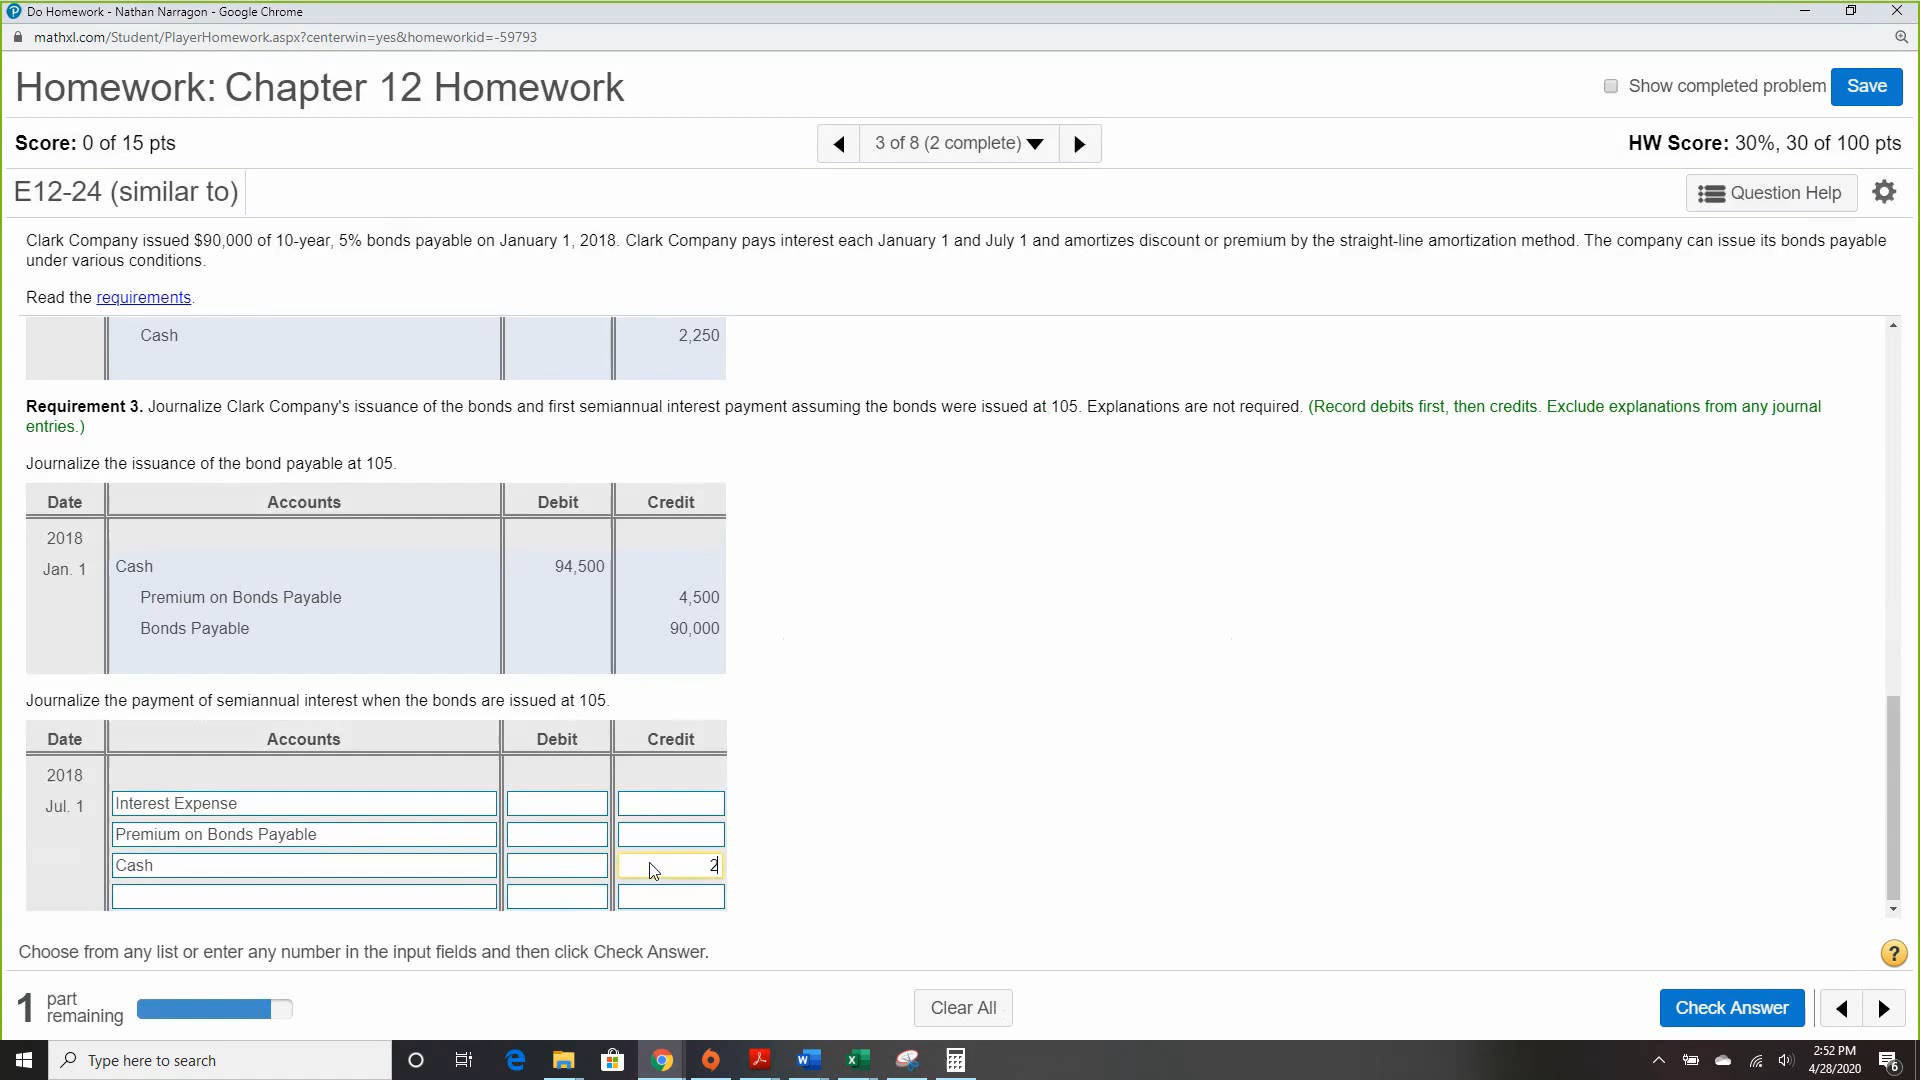 Do Homework - Nathan Narragon - Google Chrome
mathxl.com/Student/PlayerHomework.aspx?centerwin=yes&homeworkid=-59793
Homework: Chapter 12 Homework
Show completed problem
Save
Score: 0 of 15 pts
3 of 8 (2 complete)
HW Score: 30%, 30 of 100 pts
E12-24 (similar to)
Question Help
Clark Company issued $90,000 of 10-year, 5% bonds payable on January 1, 2018. Clark Company pays interest each January 1 and July 1 and amortizes discount or premium by the straight-line amortization method. The company can issue its bonds payable
under various conditions.
Read the requirements.
Cash 2,250
Requirement 3. Journalize Clark Company's issuance of the bonds and first semiannual interest payment assuming the bonds were issued at 105. Explanations are not required. (Record debits first, then credits. Exclude explanations from any journal
entries.)
Journalize the issuance of the bond payable at 105.
Date Accounts Debit Credit
2018
Jan. 1 Cash 94,500
Premium on Bonds Payable 4,500
Bonds Payable 90,000
Journalize the payment of semiannual interest when the bonds are issued at 105.
Date Accounts Debit Credit
2018
Jul. 1 Interest Expense
Premium on Bonds Payable
Cash 2
Choose from any list or enter any number in the input fields and then click Check Answer.
?
1 part
remaining
Clear All
Check Answer
Type here to search
2:52 PM
4/28/2020
6